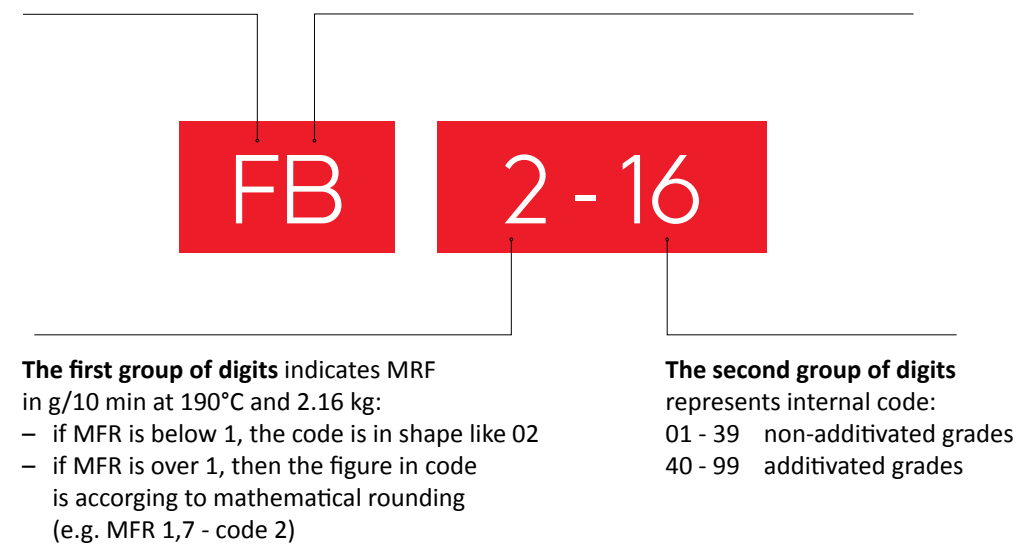 FB 2 - 16
The first group of digits indicates MRF
in g/10 min at 190°C and 2.16 kg:
– if MFR is below 1, the code is in shape like 02
– if MFR is over 1, then the figure in code
is accorging to mathematical rounding
(e.g. MFR 1,7 - code 2)
The second group of digits
represents internal code:
01 - 39 non-additivated grades
40 - 99 additivated grades